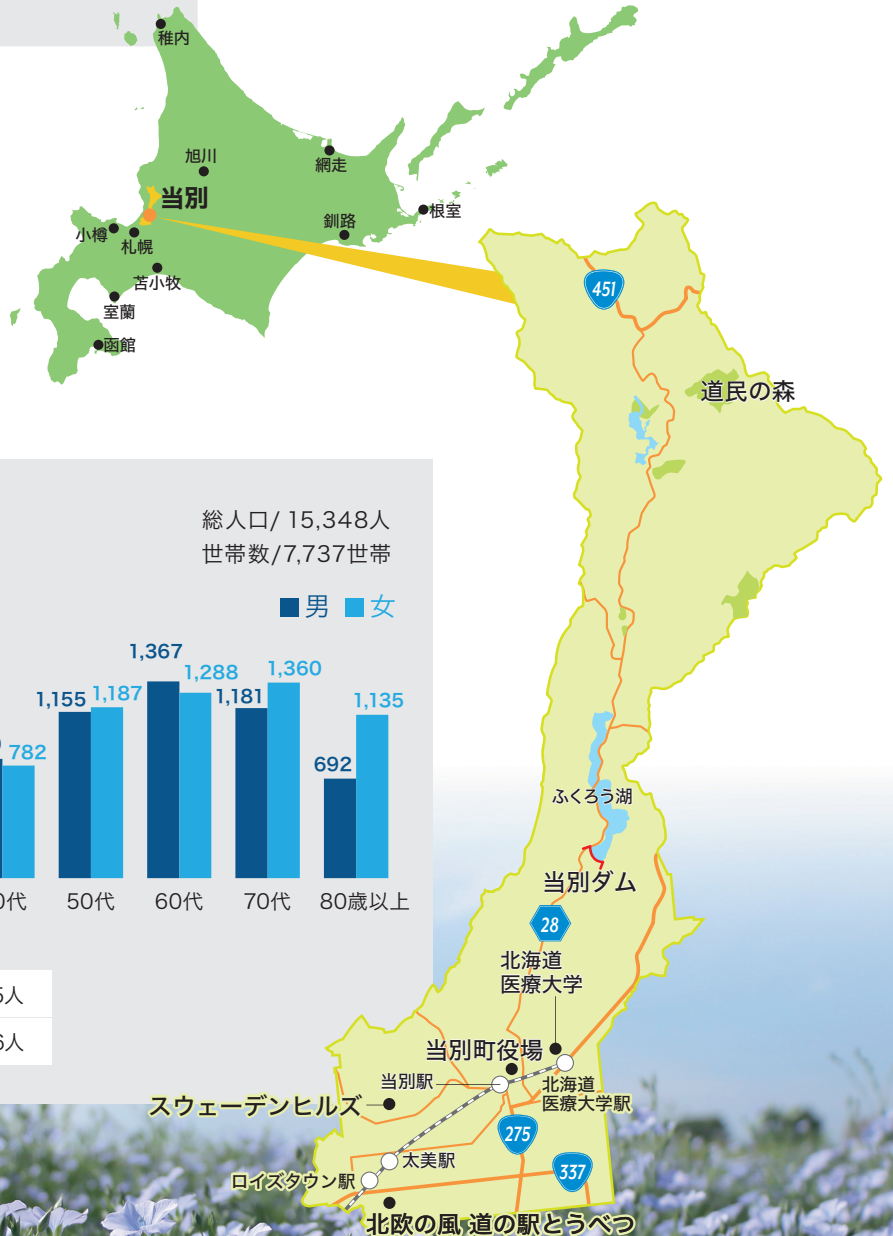 稚内
旭川
網走
当別
根室
釧路
小樽
札幌
苫小牧
室蘭
函館
451
道民の森
総人口/ 15,348人
世帯数/7,737世帯
男 女
1,367
1,288
1,360
1,155
1,187
1,181
1,135
782
692
0代
50代
60代
70代
80歳以上
人
人
ふくろう湖
当別ダム
28
北海道
医療大学
当別町役場
当別駅
北海道
医療大学駅
スウェーデンヒルズ
275
太美駅
337
ロイズタウン駅
北欧の風 道の駅とうべつ